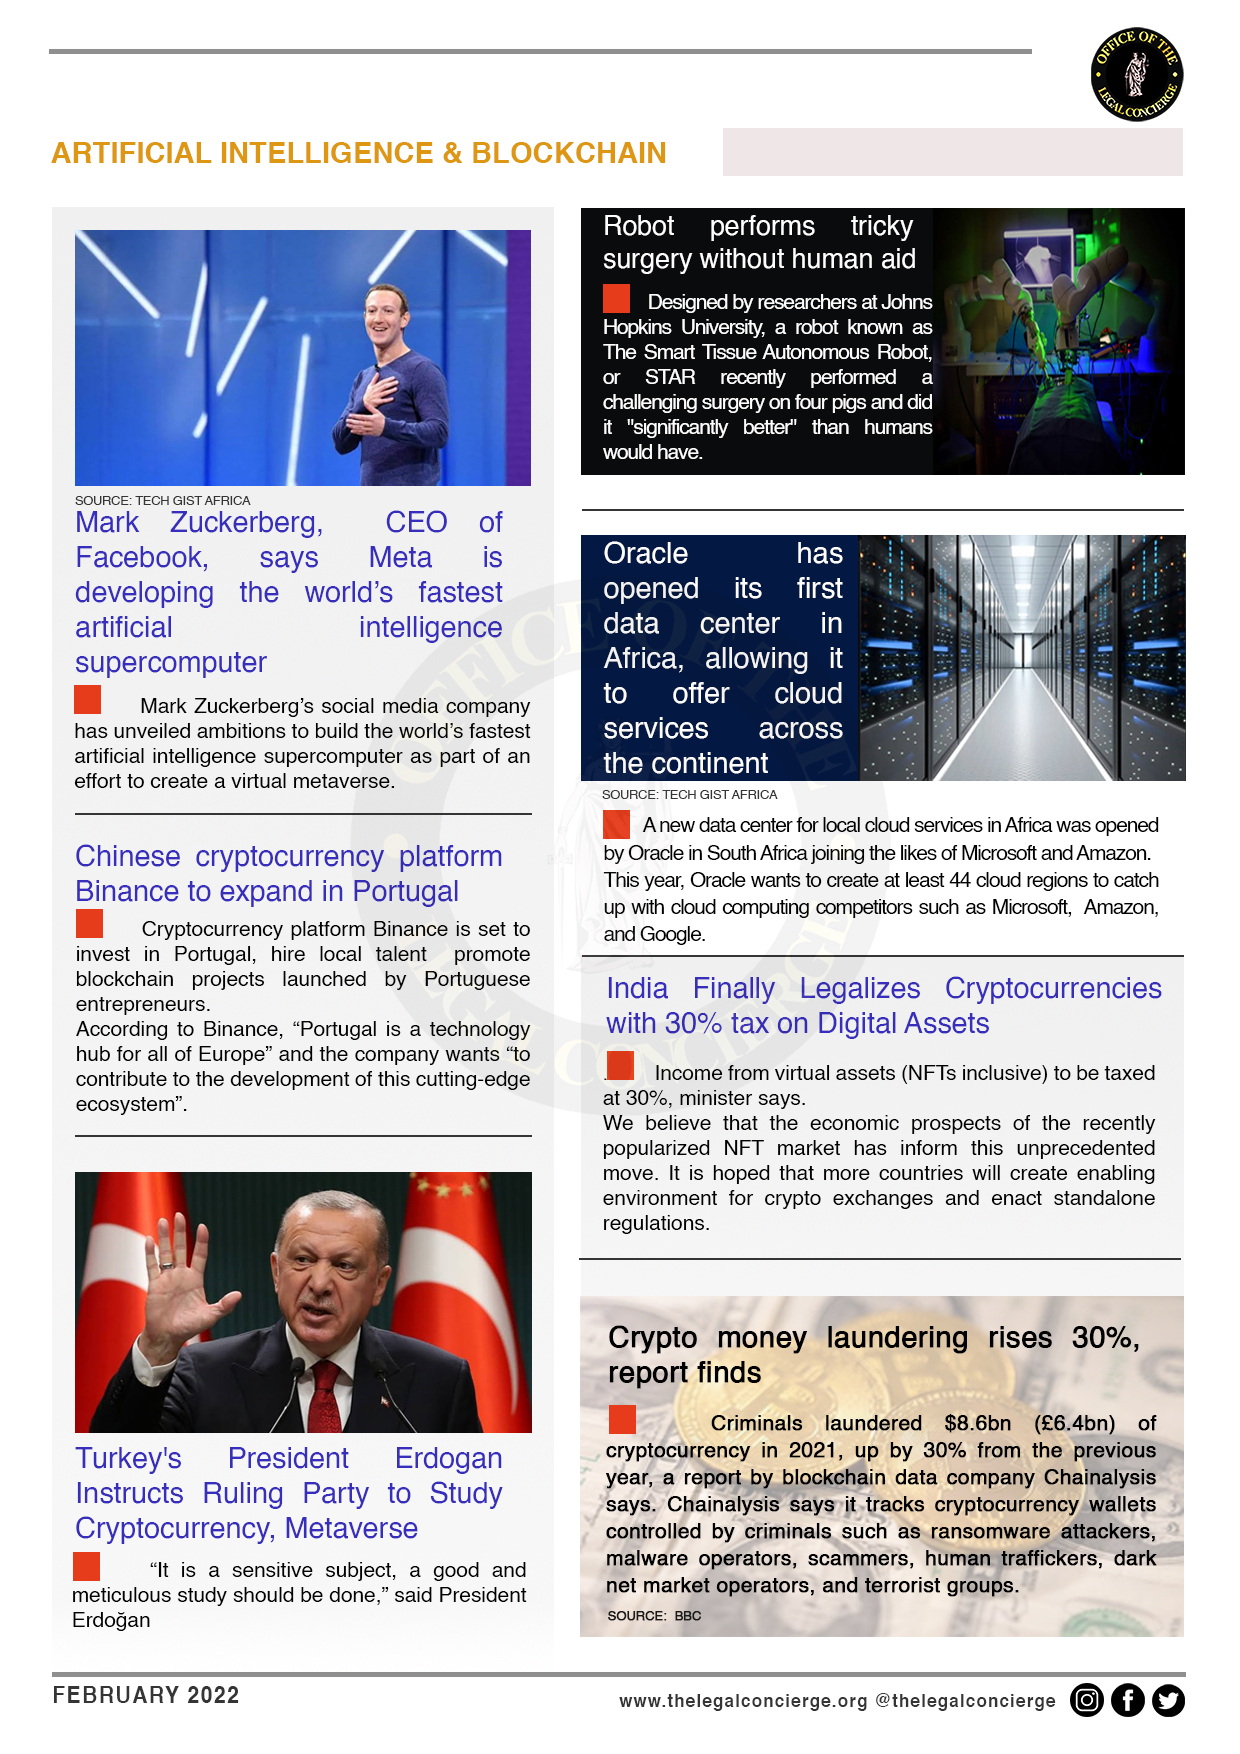 OFFICE OF THE
LEGAL CONCIERGE
ARTIFICIAL INTELLIGENCE & BLOCKCHAIN
SOURCE: TECH GIST AFRICA
Mark Zuckerberg, CEO of
Facebook, says Meta is
developing the world’s fastest
artificial intelligence
supercomputer
Mark Zuckerberg’s social media company
has unveiled ambitions to build the world’s fastest
artificial intelligence supercomputer as part of an
effort to create a virtual metaverse.
Chinese cryptocurrency platform
Binance to expand in Portugal
Cryptocurrency platform Binance is set to
invest in Portugal, hire local talent promote
blockchain projects launched by Portuguese
entrepreneurs.
According to Binance, “Portugal is a technology
hub for all of Europe” and the company wants “to
contribute to the development of this cutting-edge
ecosystem”.
Turkey's President Erdogan
Instructs Ruling Party to Study
Cryptocurrency, Metaverse
“It is a sensitive subject, a good and
meticulous study should be done,” said President
Erdoğan
Robot performs tricky
surgery without human aid
Designed by researchers at Johns
Hopkins University, a robot known as
The Smart Tissue Autonomous Robot,
or STAR recently performed a
challenging surgery on four pigs and did
it "significantly better" than humans
would have.
Oracle has
opened its first
data center in
Africa, allowing it
to offer cloud
services across
the continent
SOURCE: TECH GIST AFRICA
A new data center for local cloud services in Africa was opened
by Oracle in South Africa joining the likes of Microsoft and Amazon.
This year, Oracle wants to create at least 44 cloud regions to catch
up with cloud computing competitors such as Microsoft, Amazon,
and Google.
India Finally Legalizes Cryptocurrencies
with 30% tax on Digital Assets
. Income from virtual assets (NFTs inclusive) to be taxed
at 30%, minister says.
We believe that the economic prospects of the recently
popularized NFT market has inform this unprecedented
move. It is hoped that more countries will create enabling
environment for crypto exchanges and enact standalone
regulations.
Crypto money laundering rises 30%,
report finds
Criminals laundered $8.6bn (£6.4bn) of
cryptocurrency in 2021, up by 30% from the previous
year, a report by blockchain data company Chainalysis
says. Chainalysis says it tracks cryptocurrency wallets
controlled by criminals such as ransomware attackers,
malware operators, scammers, human traffickers, dark
net market operators, and terrorist groups.
SOURCE: BBC
OFFICE OF THE
LEGAL CONCIERGE
FEBRUARY 2022
www.thelegalconcierge.org @thelegalconcierge